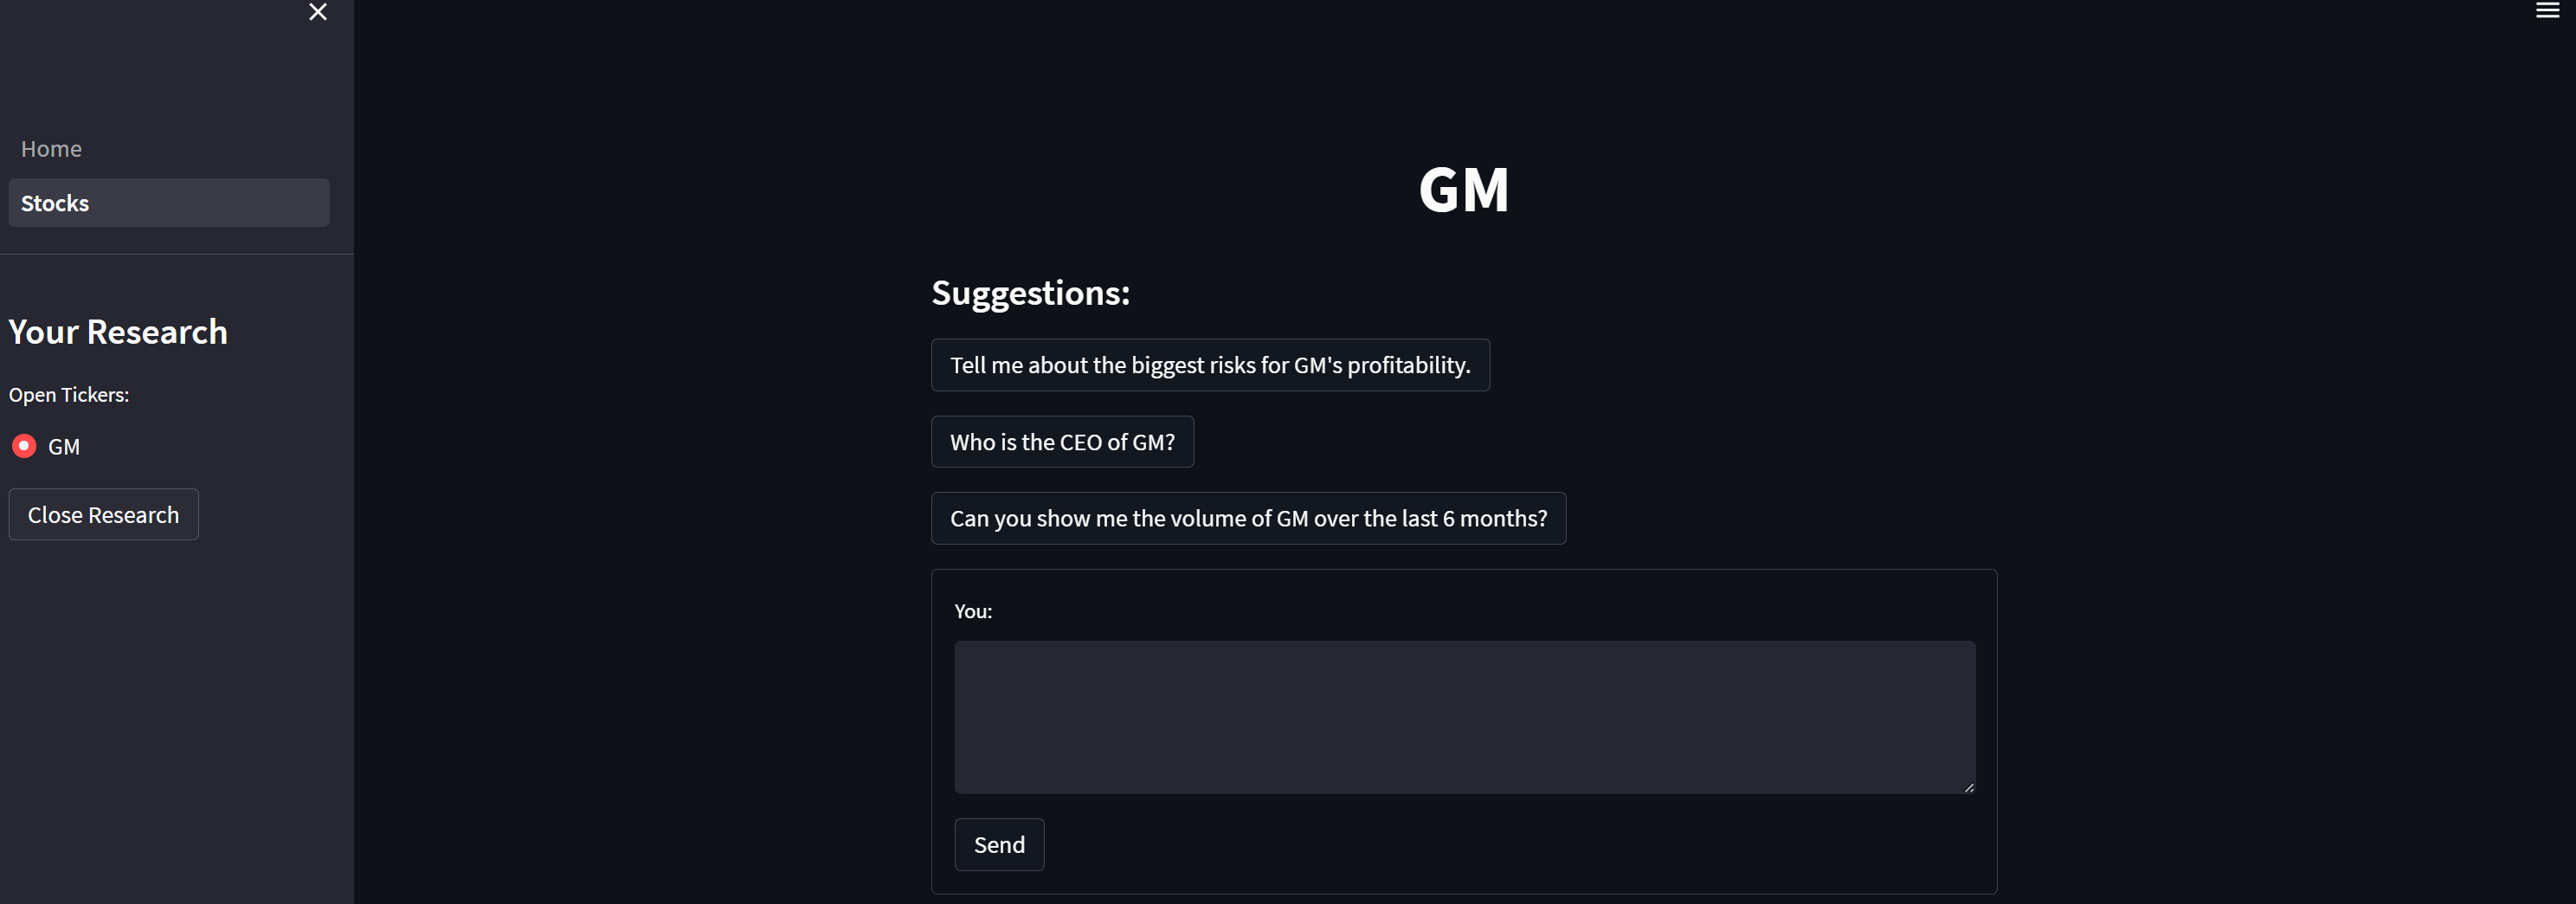 Home
Stocks
Your Research
Open Tickers:
GM
Close Research
GM
Suggestions:
Tell me about the biggest risks for GM's profitability.
Who is the CEO of GM?
Can you show me the volume of GM over the last 6 months?
You:
Send